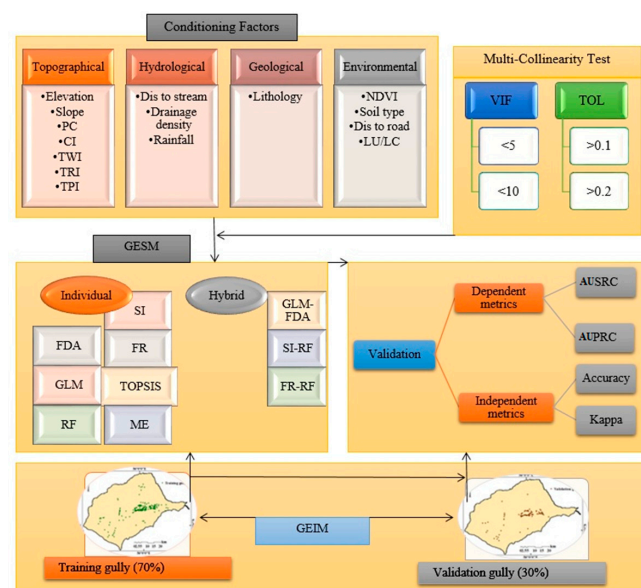 Conditioning Factors
Topographical
•Elevation
•Slope
•PC
•CI
•TWI
•TRI
•TPI
Hydrological
•Dis to stream
•Drainage
density
•Rainfall
Geological
•Lithology
Environmental
•NDVI
•Soil type
•Dis to road
•LU/LC
Multi-Collinearity Test
VIF
<5
<10
TOL
>0.1
>0.2
GESM
Individual
SI
FDA
FR
GLM
TOPSIS
RF
ME
Hybrid
GLM-
FDA
SI-RF
FR-RF
Validation
Dependent
metrics
AUSRC
AUPRC
Independent
metrics
Accuracy
Kappa
GEIM
Training gully (70%)
Validation gully (30%)